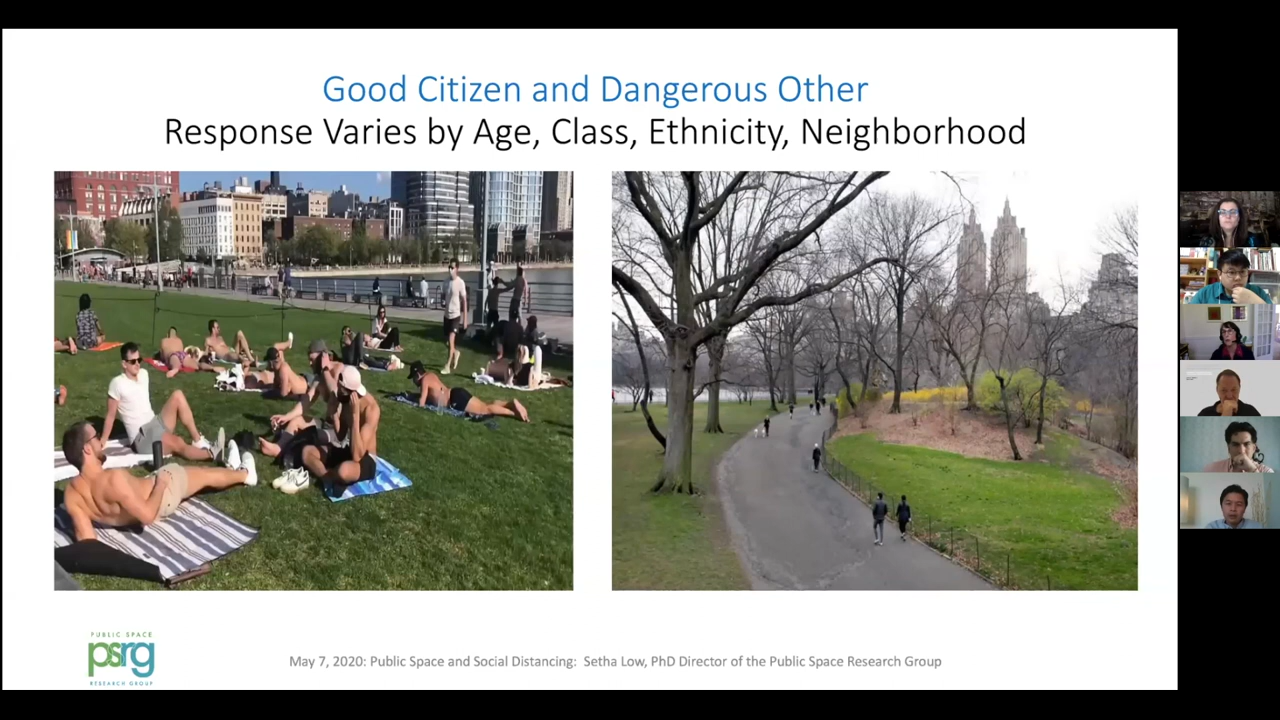 Good Citizen and Dangerous Other
Response Varies by Age, Class, Ethnicity, Neighborhood
PUBLIC SPACE
psrg
RESEARCH GROUP
May 7, 2020: Public Space and Social Distancing: Setha Low, PhD Director of the Public Space Research Group